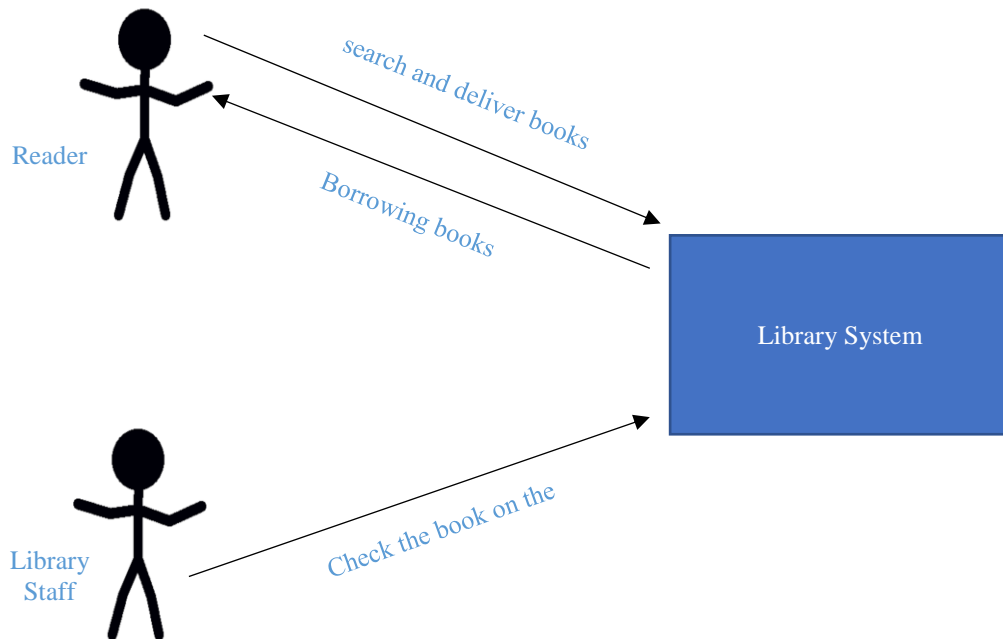 search and deliver books
Reader
Borrowing books
Library System
Check the book on the
Library
Staff